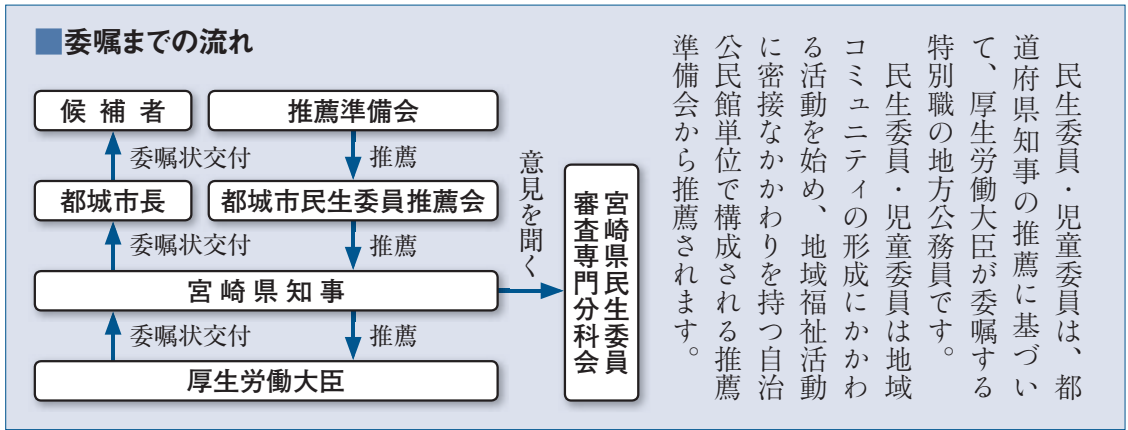 ■委嘱までの流れ
候補者
推薦準備会
委嘱状交付
推薦
都城市長
都城市民生委員推薦会
委嘱状交付
推薦
意見を聞く
宮崎県知事
宮崎県民生委員
審査専門分科会
委嘱状交付
推薦
厚生労働大臣
民生委員・児童委員は、都
道府県知事の推薦に基づい
て、厚生労働大臣が委嘱する
特別職の地方公務員です。
民生委員・児童委員は地域
コミュニティの形成にかかわ
る活動を始め、地域福祉活動
に密接なかかわりを持つ自治
公民館単位で構成される推薦
準備会から推薦されます。